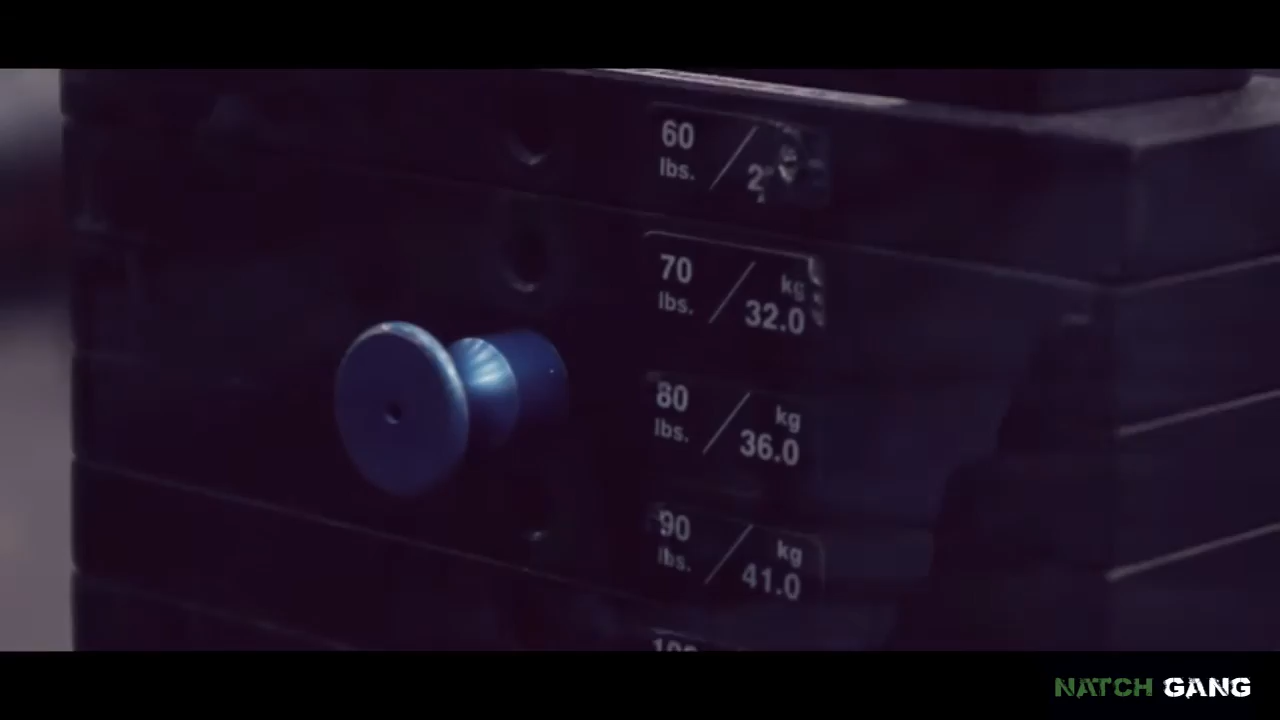 60
lbs.
70
lbs.
kg
32.0
80
lbs.
kg
36.0
90
lbs.
kg
41.0
NATCH GANG